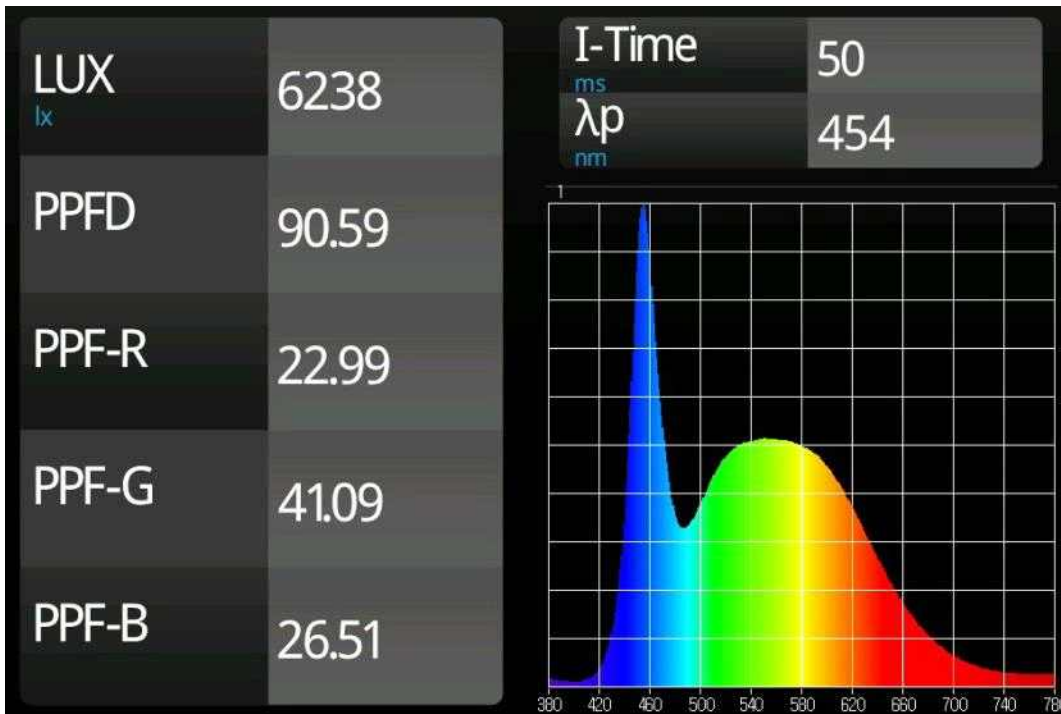 LUX
lx
6238
PPFD
90.59
PPF-R
22.99
PPF-G
41.09
PPF-B
26.51
I-Time
ms
50
λp
nm
454
1
380 420 460 500 540 580 620 660 700 740 78